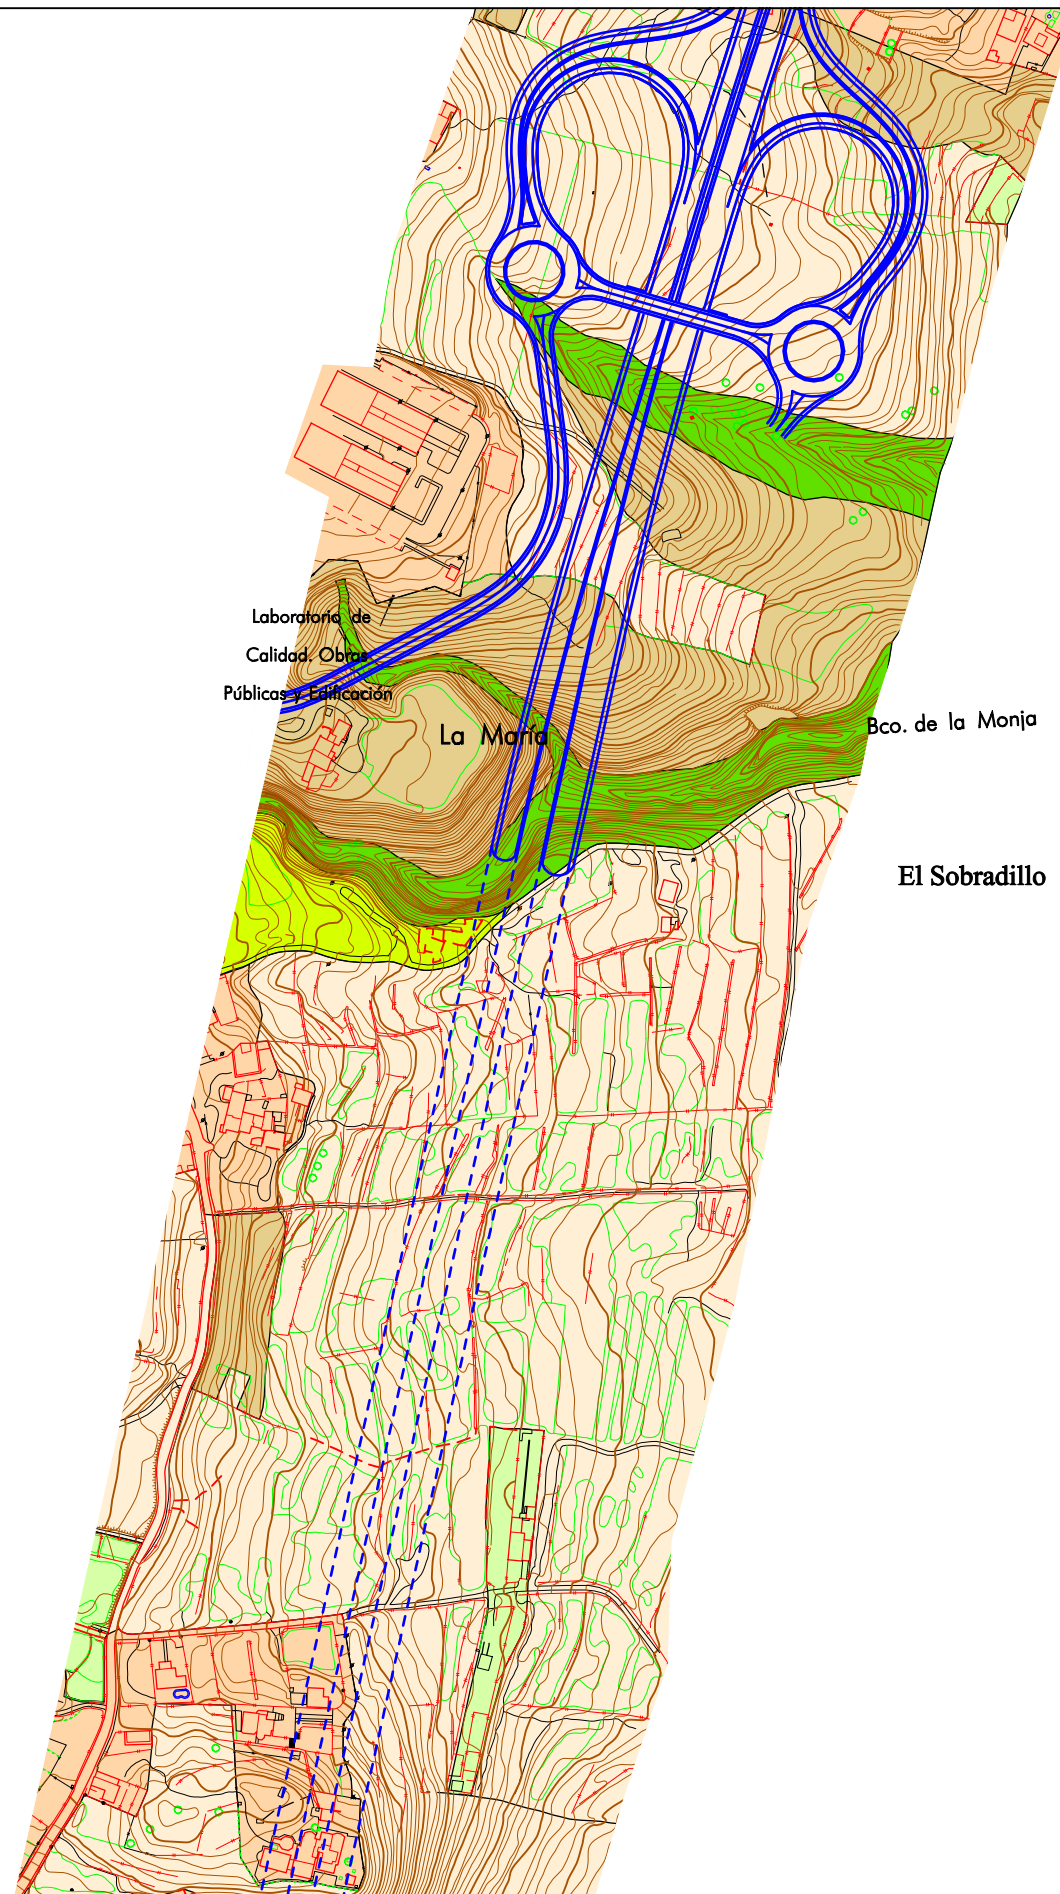 Laboratorio de
Calidad. Obras
Públicas y Edificación
La María
Bco. de la Monja
El Sobradillo